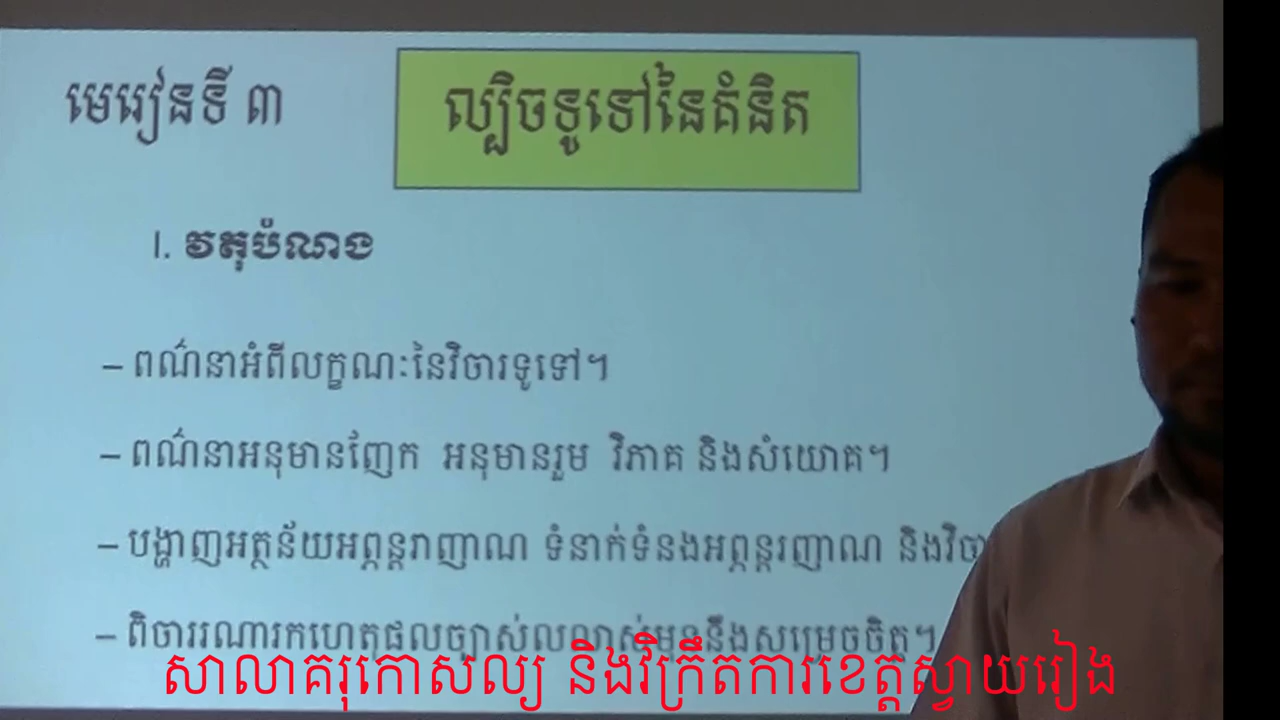 មេរៀនទី ៣
ល្បិចទូទៅនៃគំនិត
I. វត្ថុបំណង
– ពណ៌នាអំពីលក្ខណៈនៃវិចារទូទៅ។
– ពណ៌នាអនុមានញែក អនុមានរួម វិភាគ និងសំយោគ។
– បង្ហាញអត្ថន័យអព្ភន្តរាញាណ ទំនាក់ទំនងអព្ភន្តរញាណ និងវិចា
– ពិចារណារកហេតុផលច្បាស់លលាស់មុននឹងសម្រេចចិត្ត។
សាលាគរុកោសល្យ និងវិក្រឹតការខេត្តស្វាយរៀង